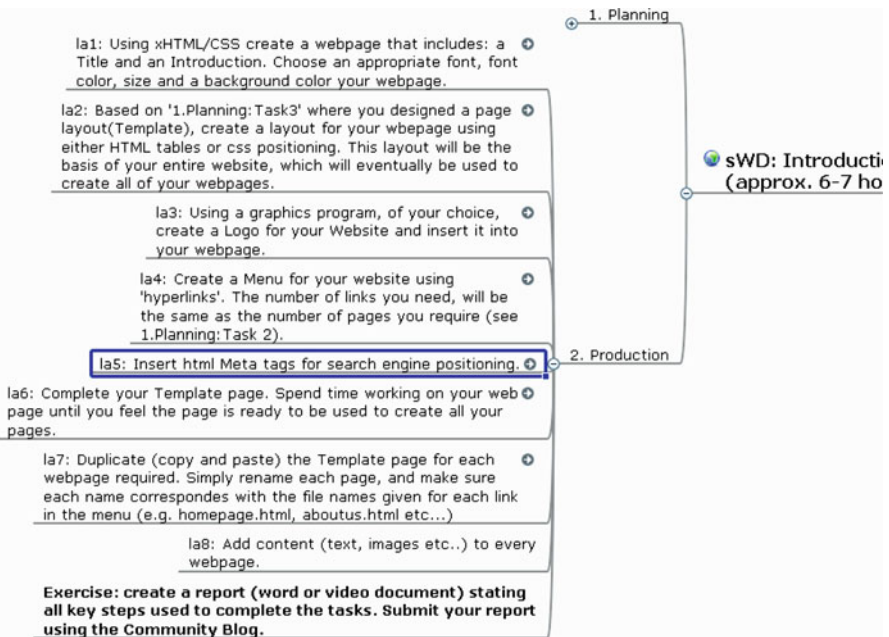 1. Planning
la1: Using xHTML/CSS create a webpage that includes: a
Title and an Introduction. Choose an appropriate font, font
color, size and a background color your webpage.
la2: Based on '1.Planning:Task3' where you designed a page
layout(Template), create a layout for your wbepage using
either HTML tables or css positioning. This layout will be the
basis of your entire website, which will eventually be used to
create all of your webpages.
sWD:
(approx. 6-7
la3: Using a graphics program, of your choice,
create a Logo for your Website and insert it into
your webpage.
la4: Create a Menu for your website using
'hyperlinks'. The number of links you need, will be
the same as the number of pages you require (see
1.Planning:Task 2).
la5: Insert html Meta tags for search engine positioning.
2. Production
la6: Complete your Template page. Spend time working on your web
page until you feel the page is ready to be used to create all your
pages.
la7: Duplicate (copy and paste) the Template page for each
webpage required. Simply rename each page, and make sure
each name correspondes with the file names given for each link
in the menu (e.g. homepage.html, aboutus.html etc...)
la8: Add content (text, images etc..) to every
webpage.
Exercise: create a report (word or video document) stating
all key steps used to complete the tasks. Submit your report
using the Community Blog.